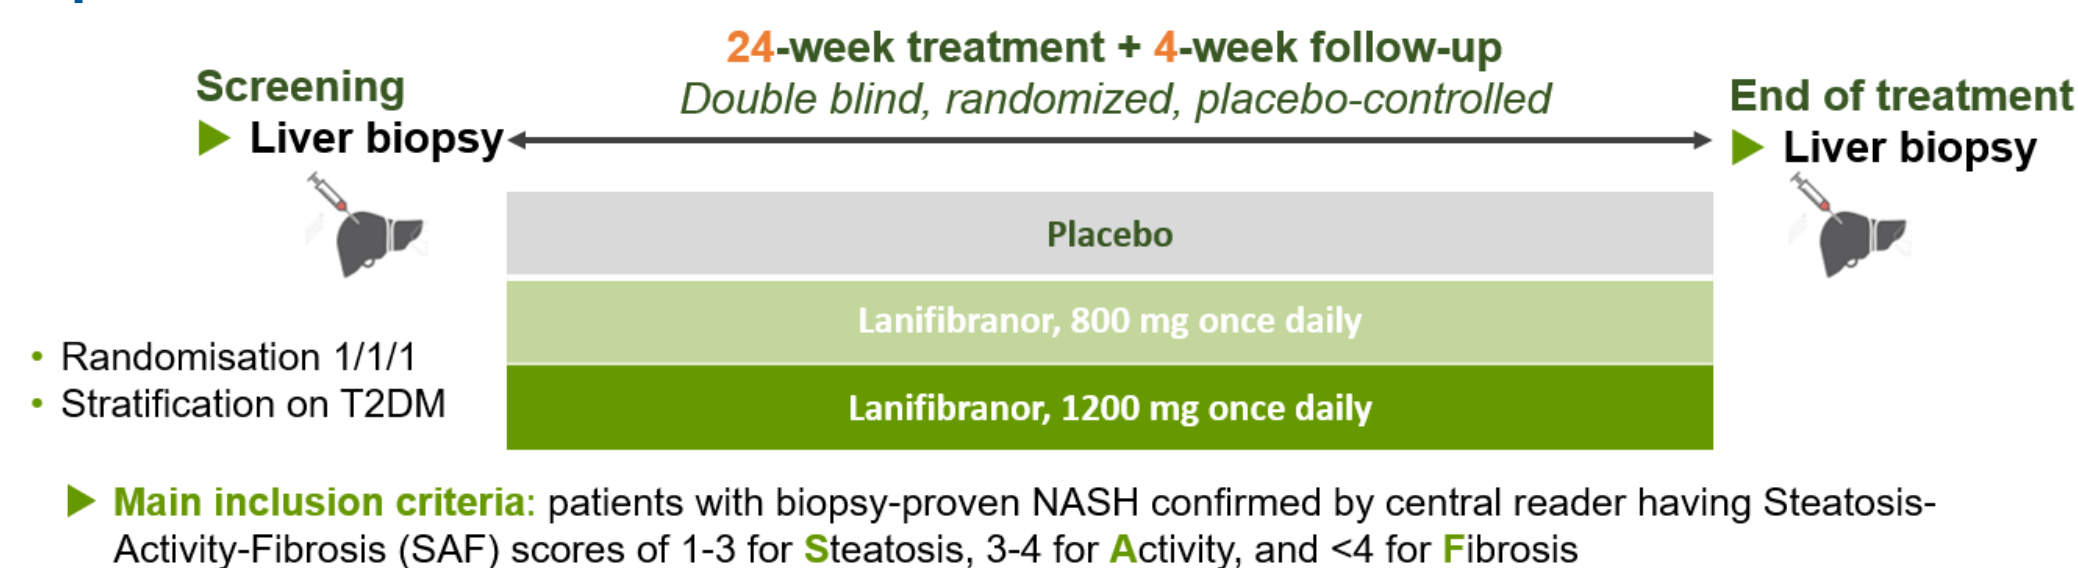 24-week treatment + 4-week follow-up
Double blind, randomized, placebo-controlled
Screening
Liver biopsy
End of treatment
Liver biopsy
Placebo
Lanifibranor, 800 mg once daily
Lanifibranor, 1200 mg once daily
• Randomisation 1/1/1
• Stratification on T2DM
Main inclusion criteria: patients with biopsy-proven NASH confirmed by central reader having Steatosis-
Activity-Fibrosis (SAF) scores of 1-3 for Steatosis, 3-4 for Activity, and <4 for Fibrosis